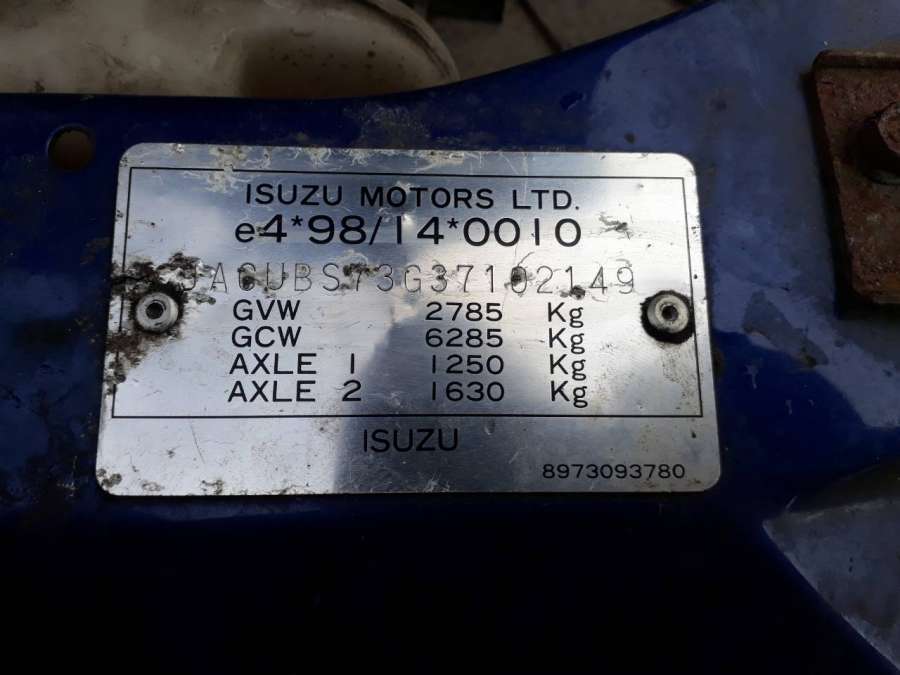 ISUZU MOTORS LTD.
e4*98/14*0010
JACUBS73G37102149
GVW 2785 Kg
GCW 6285 Kg
AXLE 1 1250 Kg
AXLE 2 1630 Kg
ISUZU
8973093780